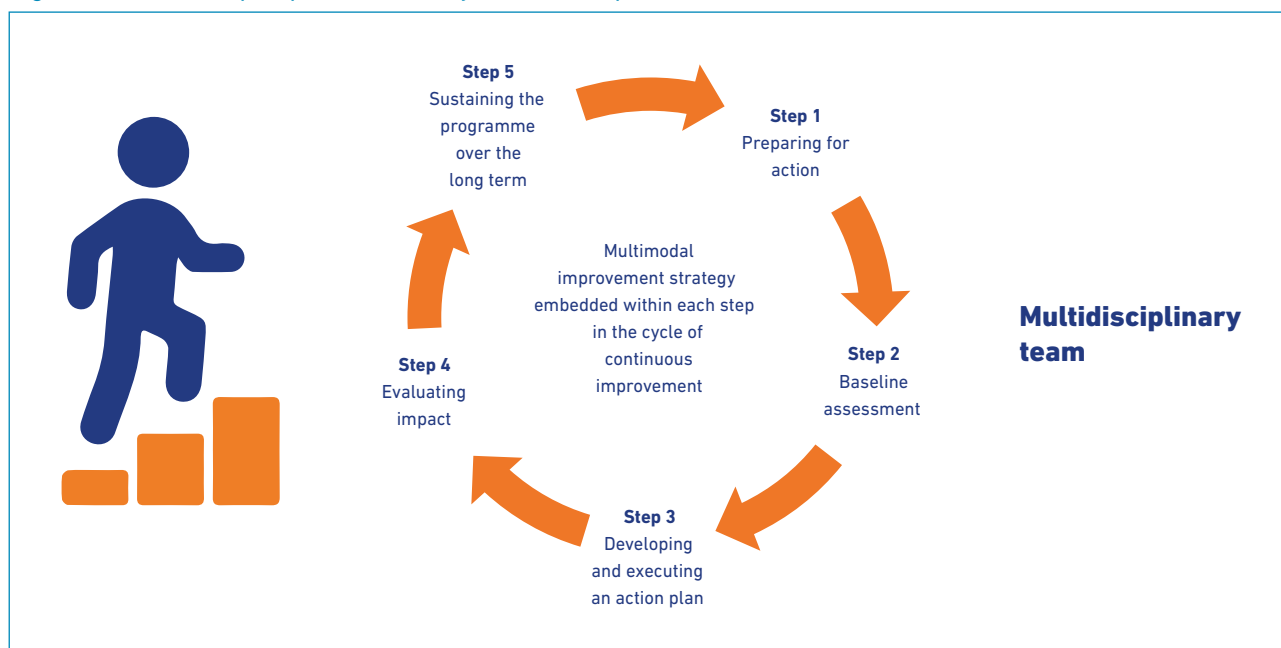 Step 5
Sustaining the
programme
over the
long term
Step 1
Preparing for
action
Multimodal
improvement strategy
embedded within each step
in the cycle of
continuous
improvement
Multidisciplinary
team
Step 2
Baseline
assessment
Step 4
Evaluating
impact
Step 3
Developing
and executing
an action plan